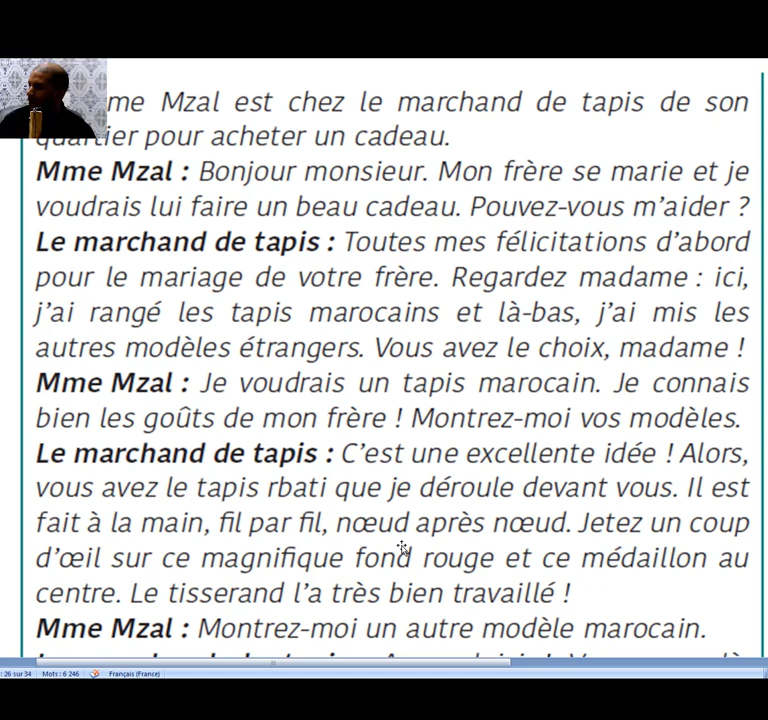 me Mzal est chez le marchand de tapis de son
quartier pour acheter un cadeau.
Mme Mzal : Bonjour monsieur. Mon frère se marie et je
voudrais lui faire un beau cadeau. Pouvez-vous m’aider ?
Le marchand de tapis : Toutes mes félicitations d’abord
pour le mariage de votre frère. Regardez madame : ici,
j’ai rangé les tapis marocains et là-bas, j’ai mis les
autres modèles étrangers. Vous avez le choix, madame !
Mme Mzal : Je voudrais un tapis marocain. Je connais
bien les goûts de mon frère ! Montrez-moi vos modèles.
Le marchand de tapis : C’est une excellente idée ! Alors,
vous avez le tapis rbati que je déroule devant vous. Il est
fait à la main, fil par fil, nœud après nœud. Jetez un coup
d’œil sur ce magnifique fond rouge et ce médaillon au
centre. Le tisserand l’a très bien travaillé !
Mme Mzal : Montrez-moi un autre modèle marocain.
: 26 sur 34 Mots : 6 246 Français (France)